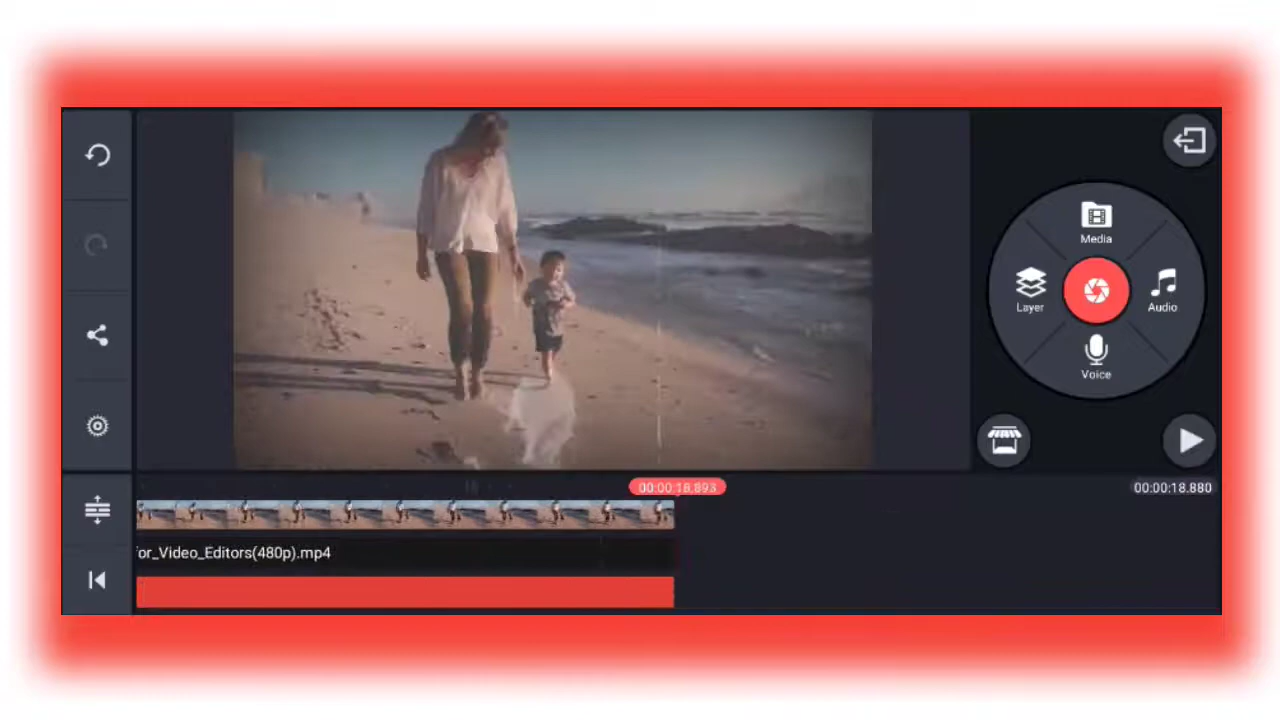 Media
Layer
Audio
Voice
00:00:18.893
00:00:18.880
or_Video_Editors(480p).mp4